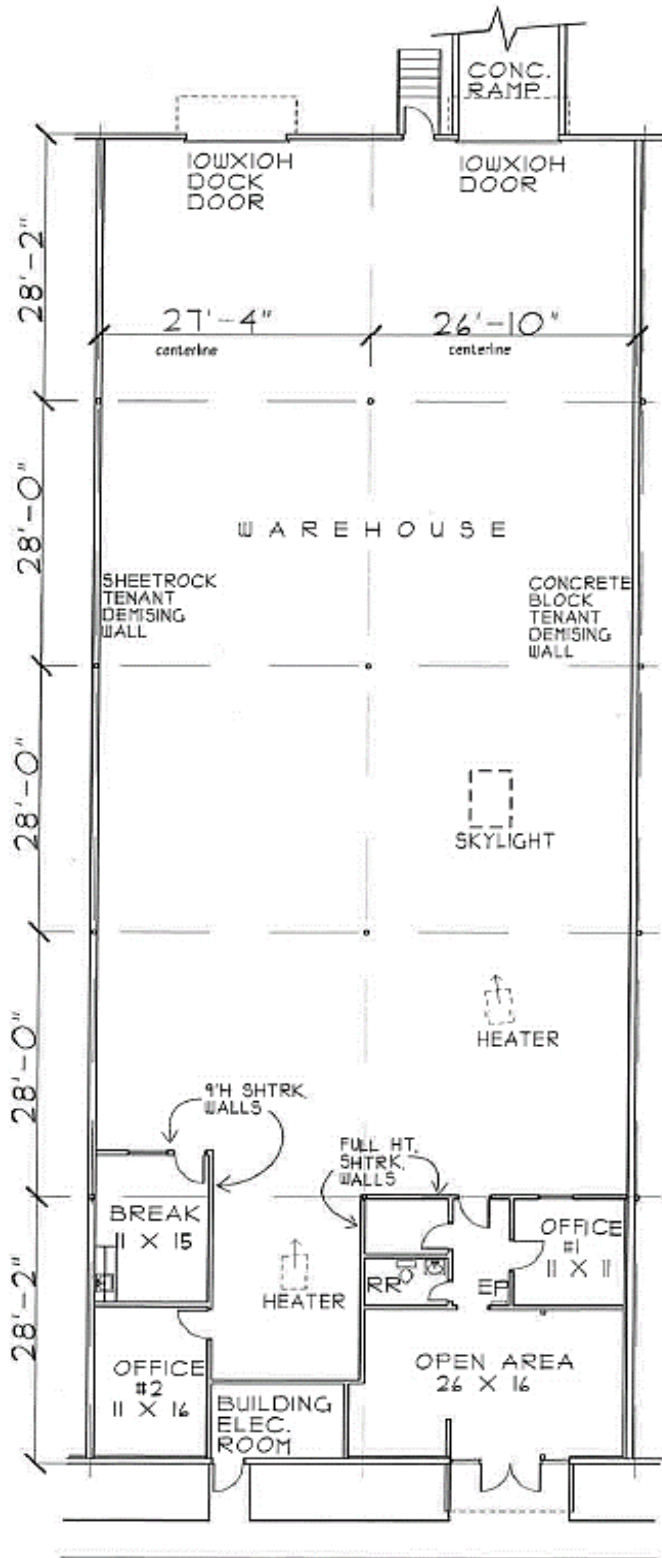 CONC.
RAMP
10WX10H
DOCK
DOOR
10WX10H
DOOR
28'-2"
27'-4"
centerline
26'-10"
centerline
28'-0"
WAREHOUSE
SHEETROCK
TENANT
DEMISING
WALL
CONCRETE
BLOCK
TENANT
DEMISING
WALL
28'-0"
SKYLIGHT
28'-0"
HEATER
9'H SHTRK.
WALLS
FULL HT.
SHTRK.
WALLS
BREAK
11 X 15
OFFICE
#1
11 X 11
HEATER
RR
EP
28'-2"
OFFICE
#2
11 X 16
OPEN AREA
26 X 16
BUILDING
ELEC.
ROOM